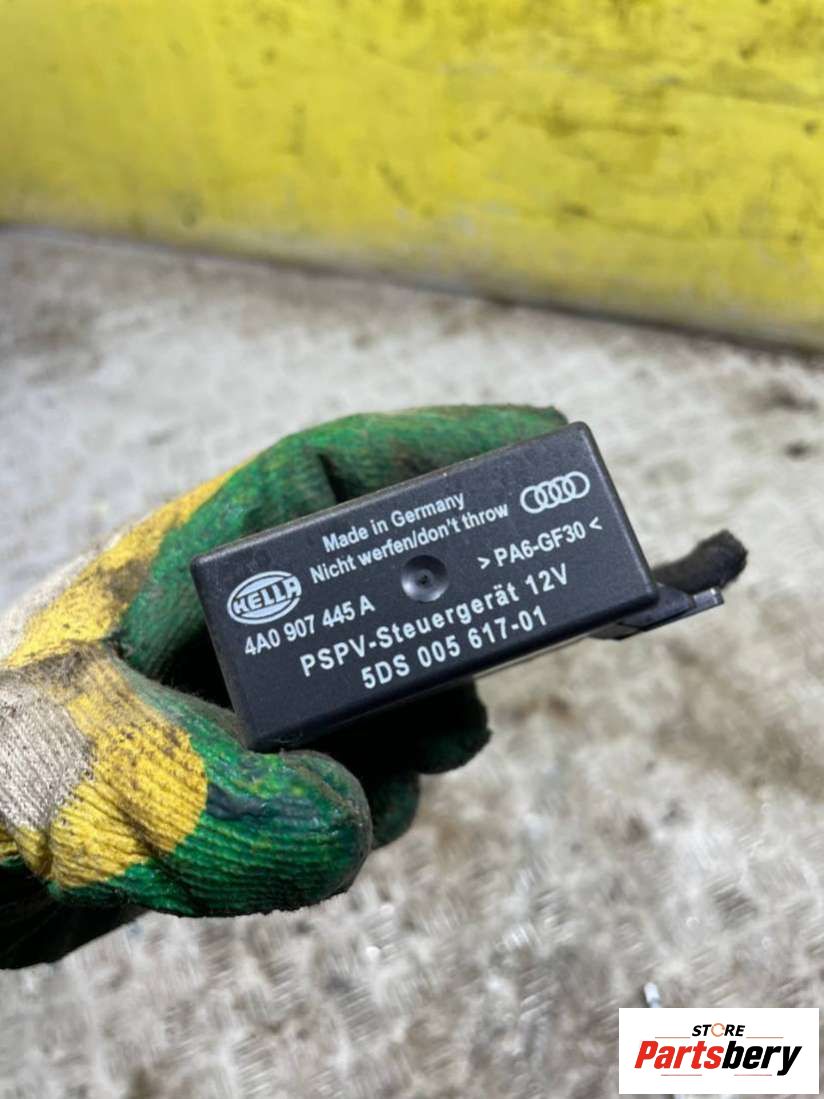 Made in Germany
Nicht werfen/don't throw
>PA6-GF30<
HELLA
4A0 907 445 A
PSPV-Steuergerät 12V
5DS 005 617-01
STORE
Partsbery